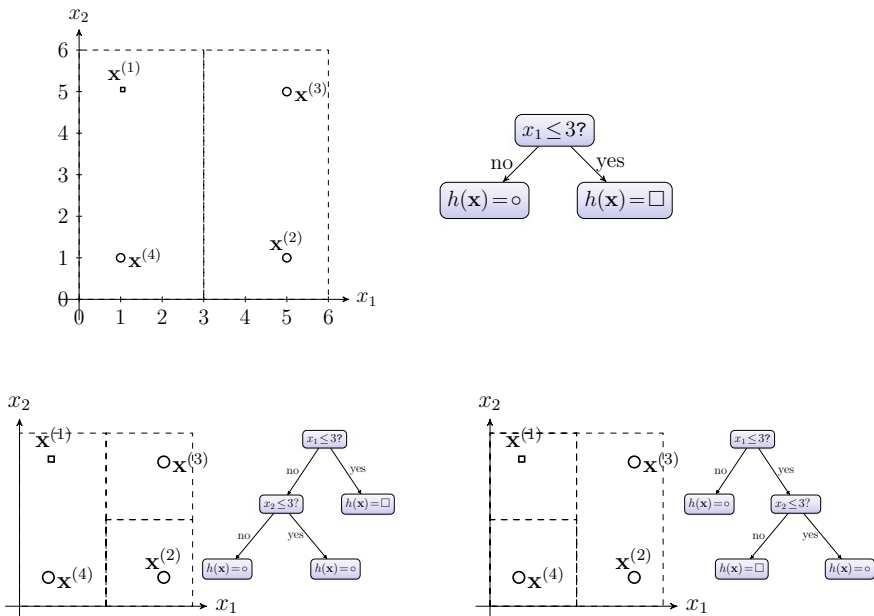 x₂
6
x⁽¹⁾
5
x⁽³⁾
4
3
2
x⁽²⁾
1
x⁽⁴⁾
0
x₁
0 1 2 3 4 5 6
x₁ ≤ 3?
no yes
h(x) = ○ h(x) = □
x₂
x⁽¹⁾
x⁽³⁾
x⁽²⁾
x⁽⁴⁾
x₁
x₁ ≤ 3?
no yes
x₂ ≤ 3? h(x) = □
no yes
h(x) = ○ h(x) = ○
x₂
x⁽¹⁾
x⁽³⁾
x⁽²⁾
x⁽⁴⁾
x₁
x₁ ≤ 3?
no yes
h(x) = ○ x₂ ≤ 3?
no yes
h(x) = □ h(x) = ○